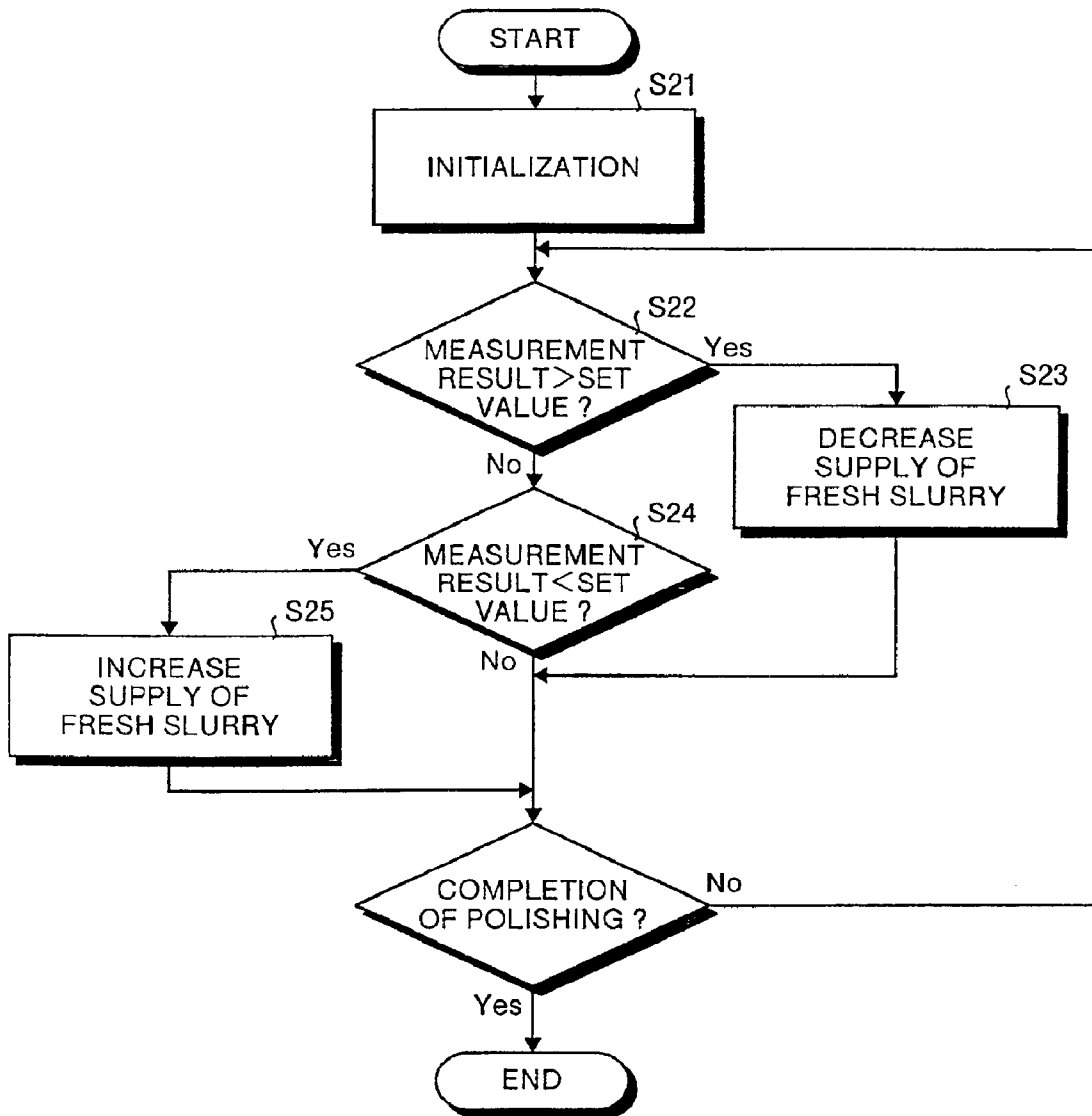 START
S21
INITIALIZATION
S22
MEASUREMENT
RESULT>SET
VALUE ?
Yes
No
S23
DECREASE
SUPPLY OF
FRESH SLURRY
S24
MEASUREMENT
RESULT<SET
VALUE ?
Yes
No
S25
INCREASE
SUPPLY OF
FRESH SLURRY
COMPLETION
OF POLISHING ?
No
Yes
END